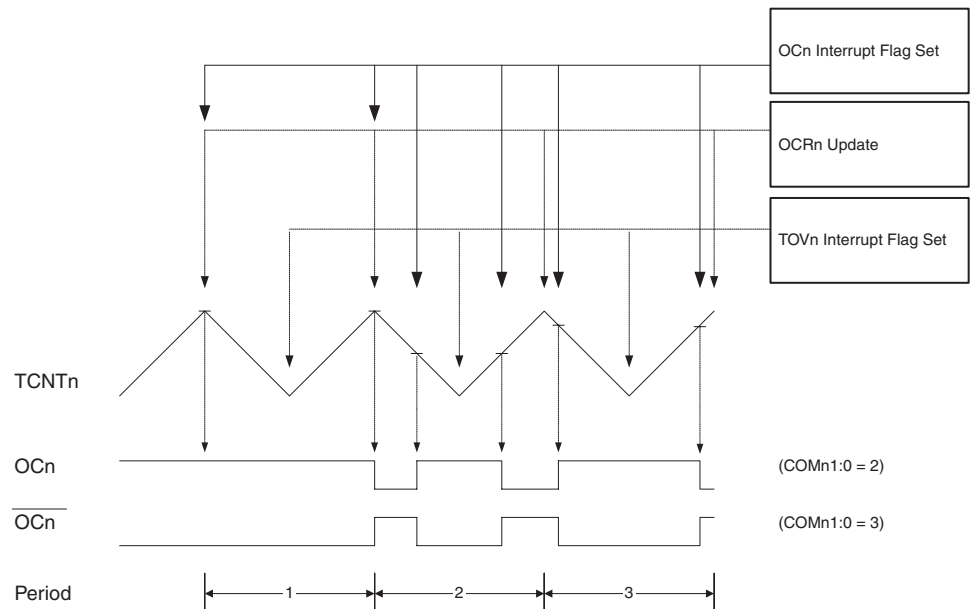 OCn Interrupt Flag Set
OCRn Update
TOVn Interrupt Flag Set
TCNTn
OCn
(COMn1:0 = 2)
OCn
(COMn1:0 = 3)
Period
1
2
3